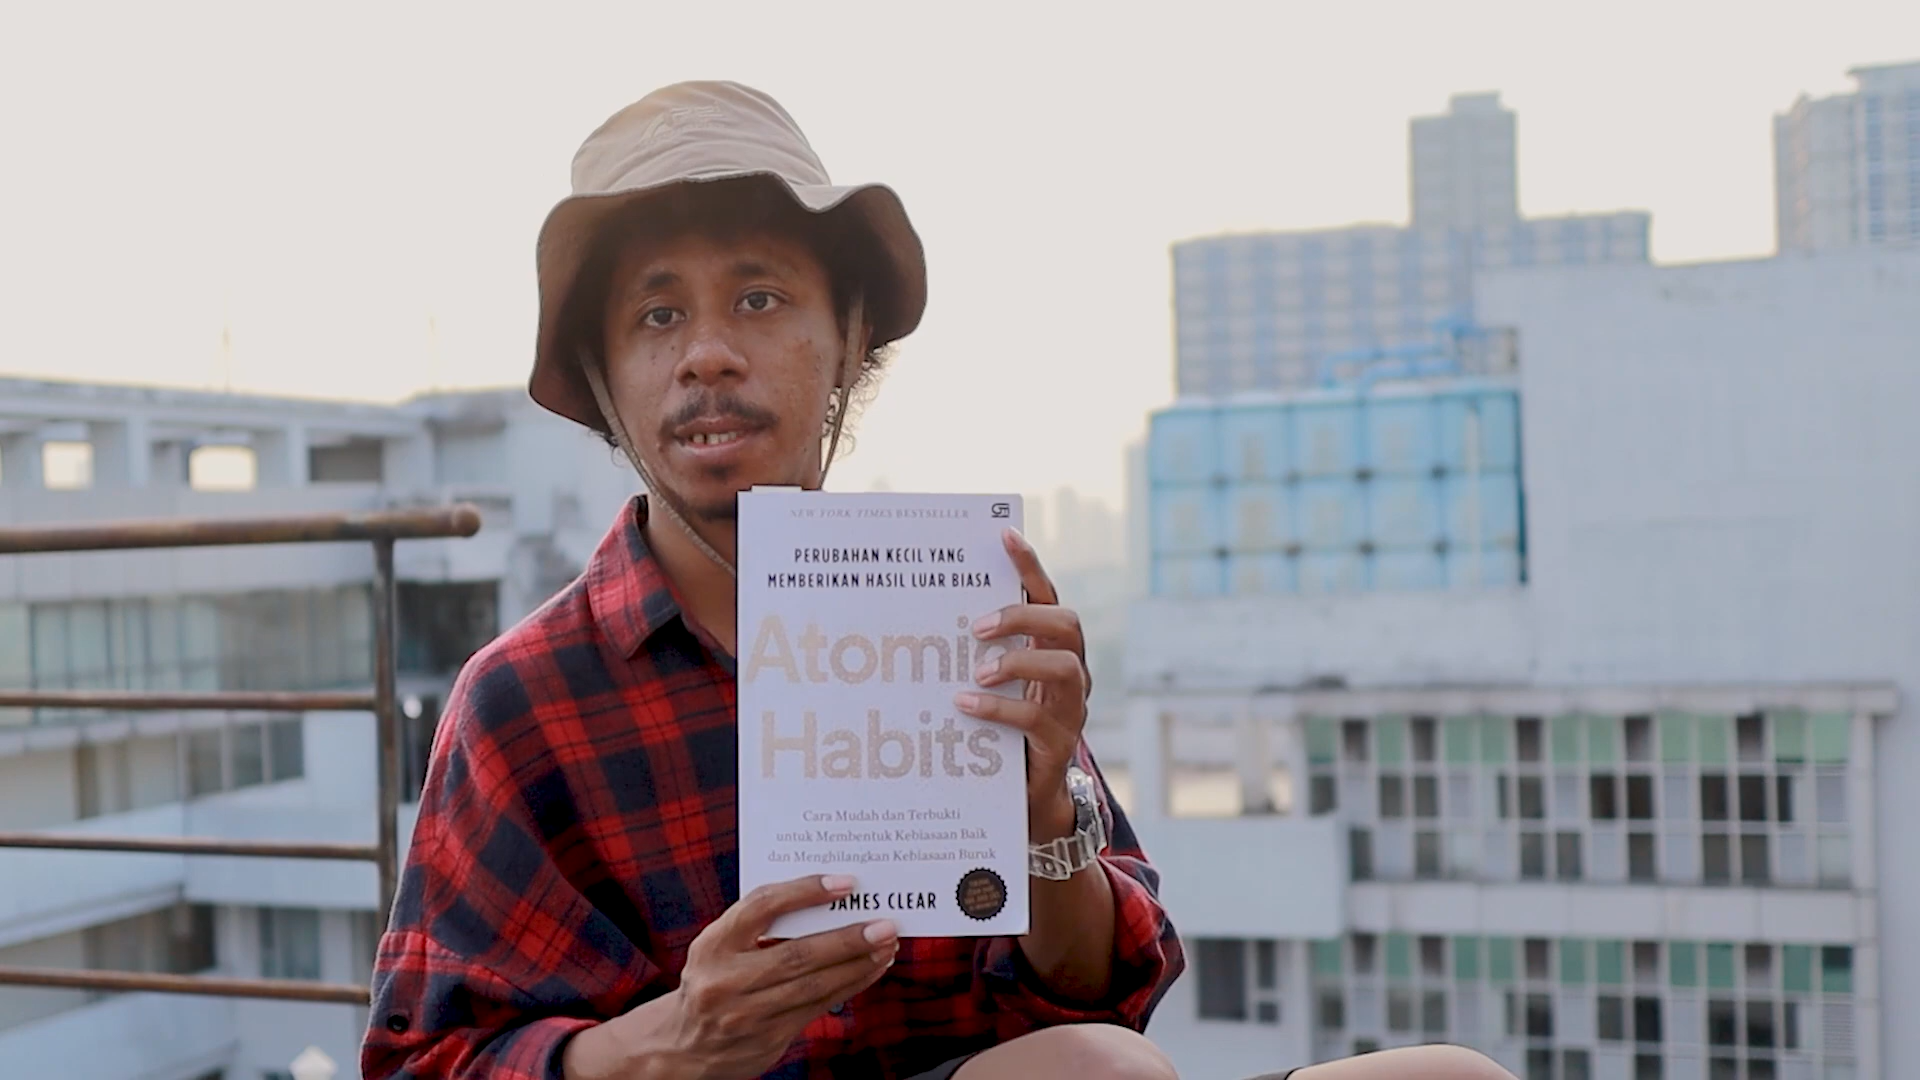 NEW YORK TIMES BESTSELLER
PERUBAHAN KECIL YANG
MEMBERIKAN HASIL LUAR BIASA
Atomic
Habits
Cara Mudah dan Terbukti
untuk Membentuk Kebiasaan Baik
dan Menghilangkan Kebiasaan Buruk
JAMES CLEAR